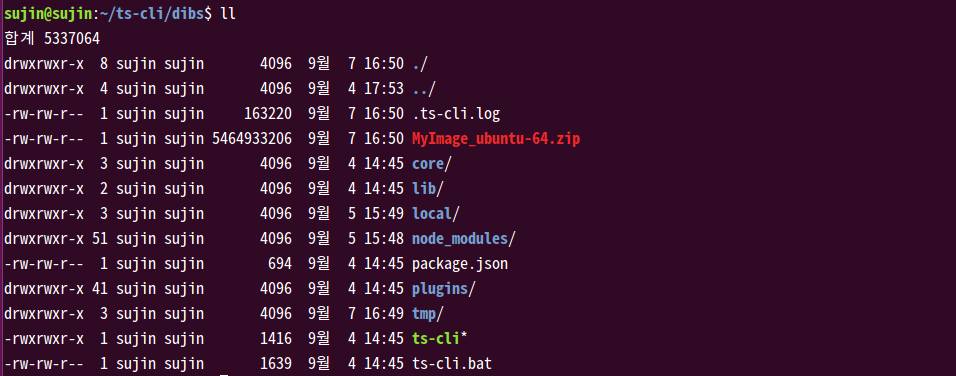 sujin@sujin:~/ts-cli/dibs$ ll
합계 5337064
drwxrwxr-x  8 sujin sujin       4096  9월  7 16:50 ./
drwxrwxr-x  4 sujin sujin       4096  9월  4 17:53 ../
-rw-rw-r--  1 sujin sujin     163220  9월  7 16:50 .ts-cli.log
-rw-rw-r--  1 sujin sujin 5464933206  9월  7 16:50 MyImage_ubuntu-64.zip
drwxrwxr-x  3 sujin sujin       4096  9월  4 14:45 core/
drwxrwxr-x  2 sujin sujin       4096  9월  4 14:45 lib/
drwxrwxr-x  3 sujin sujin       4096  9월  5 15:49 local/
drwxrwxr-x 51 sujin sujin       4096  9월  5 15:48 node_modules/
-rw-rw-r--  1 sujin sujin        694  9월  4 14:45 package.json
drwxrwxr-x 41 sujin sujin       4096  9월  4 14:45 plugins/
drwxrwxr-x  3 sujin sujin       4096  9월  7 16:49 tmp/
-rwxrwxr-x  1 sujin sujin       1416  9월  4 14:45 ts-cli*
-rw-rw-r--  1 sujin sujin       1639  9월  4 14:45 ts-cli.bat